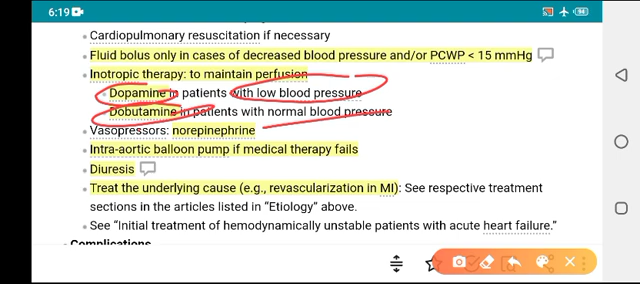 6:19
98
Cardiopulmonary resuscitation if necessary
Fluid bolus only in cases of decreased blood pressure and/or PCWP < 15 mmHg
Inotropic therapy: to maintain perfusion
Dopamine in patients with low blood pressure
Dobutamine in patients with normal blood pressure
Vasopressors: norepinephrine
Intra-aortic balloon pump if medical therapy fails
Diuresis
Treat the underlying cause (e.g., revascularization in MI): See respective treatment
sections in the articles listed in “Etiology” above.
See “Initial treatment of hemodynamically unstable patients with acute heart failure.”
Complications